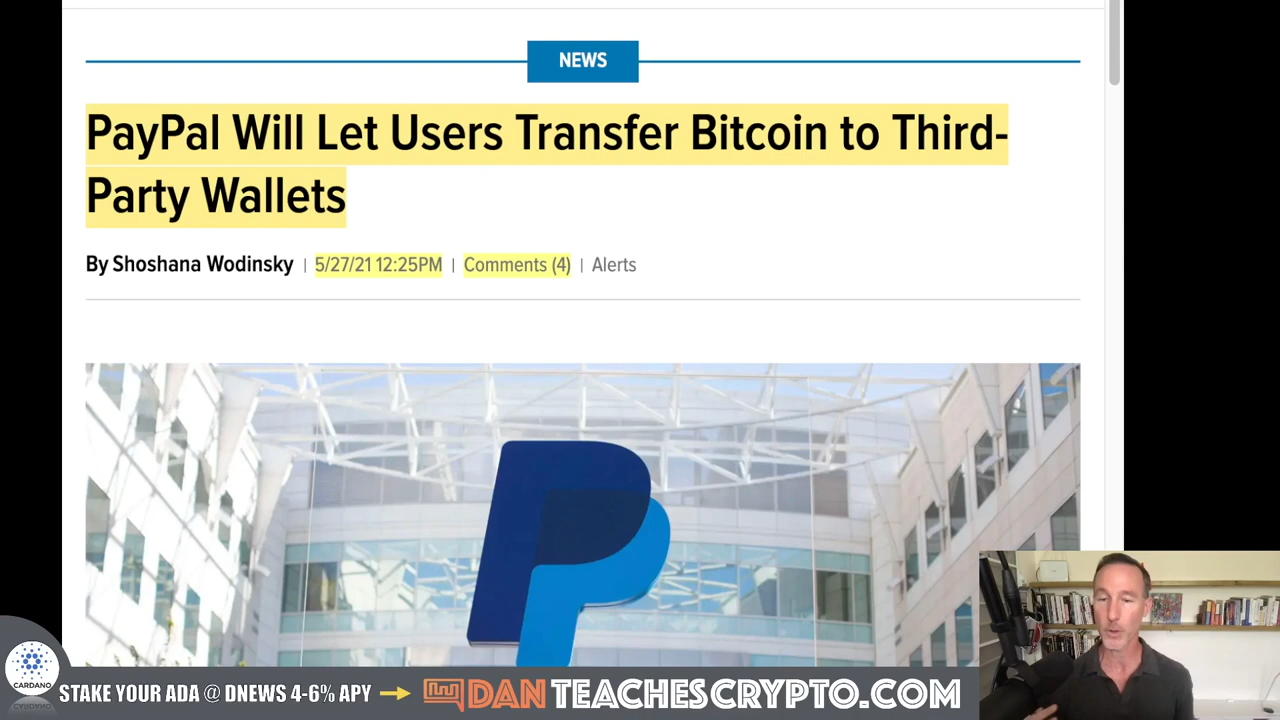 NEWS
PayPal Will Let Users Transfer Bitcoin to Third-
Party Wallets
By Shoshana Wodinsky | 5/27/21 12:25PM | Comments (4) | Alerts
CARDANO
STAKE YOUR ADA @ DNEWS 4-6% APY
DANTEACHESCRYPTO.COM